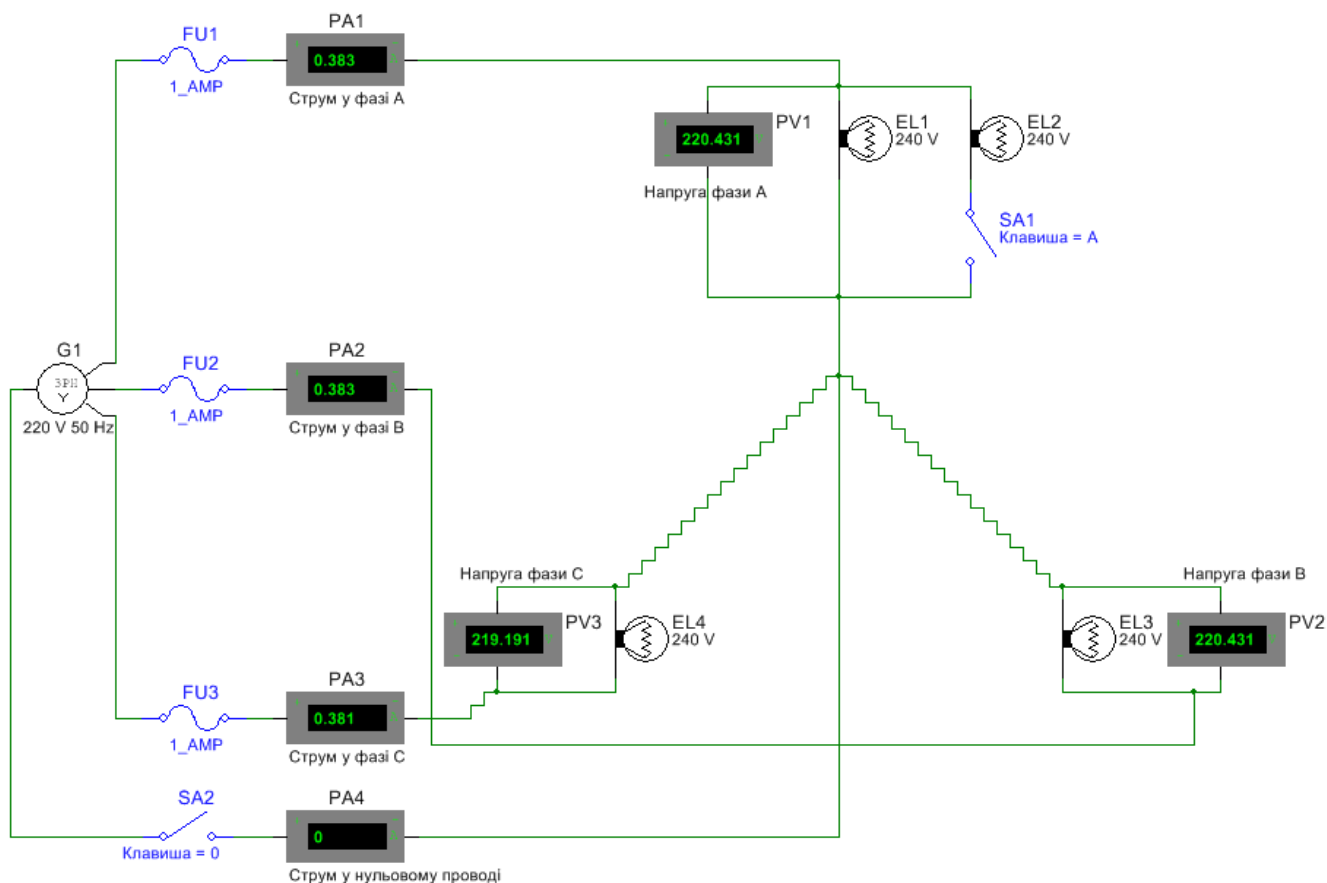 FU1
1_AMP
PA1
0.383
Струм у фазі A
PV1
220.431
Напруга фази A
EL1
240 V
EL2
240 V
SA1
Клавиша = A
G1
3PH
Y
220 V 50 Hz
FU2
1_AMP
PA2
0.383
Струм у фазі B
Напруга фази C
PV3
219.191
EL4
240 V
Напруга фази B
EL3
240 V
PV2
220.431
FU3
1_AMP
PA3
0.381
Струм у фазі C
SA2
Клавиша = 0
PA4
0
Струм у нульовому проводі